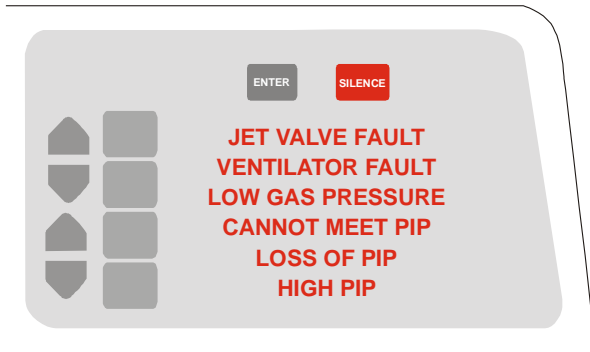 ENTER SILENCE
JET VALVE FAULT
VENTILATOR FAULT
LOW GAS PRESSURE
CANNOT MEET PIP
LOSS OF PIP
HIGH PIP